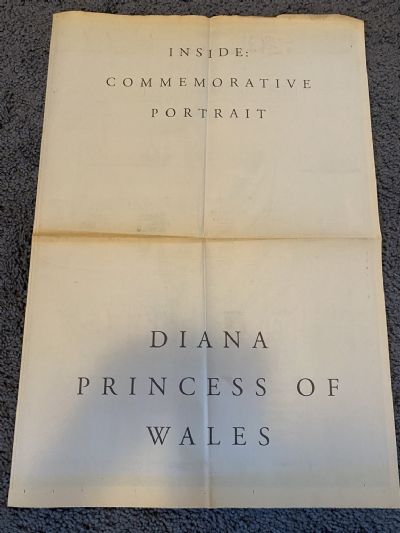 INSIDE:
COMMEMORATIVE
PORTRAIT
DIANA
PRINCESS OF
WALES